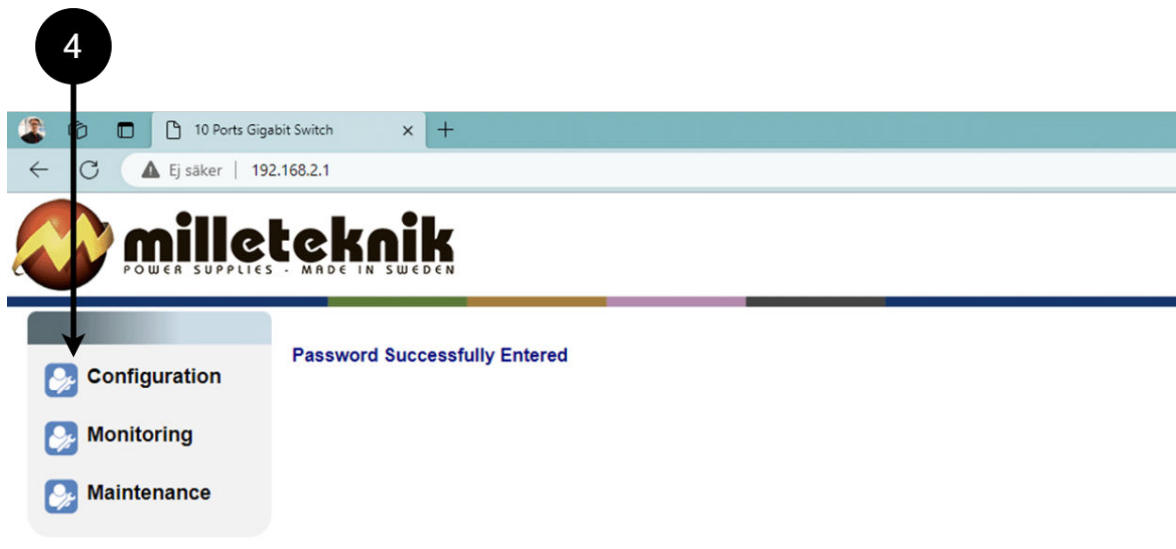 4
10 Ports Gigabit Switch
Ej säker | 192.168.2.1
milleteknik
POWER SUPPLIES - MADE IN SWEDEN
Password Successfully Entered
Configuration
Monitoring
Maintenance